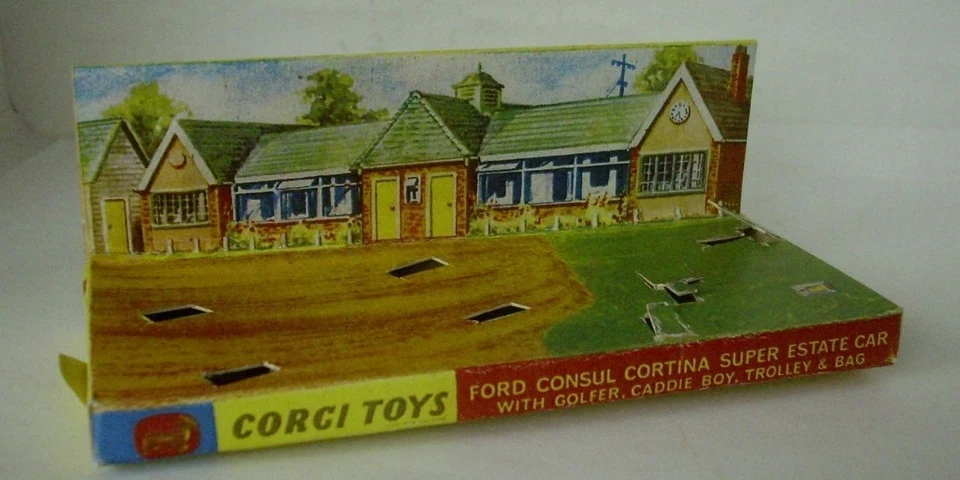 CORGI TOYS
FORD CONSUL CORTINA SUPER ESTATE CAR
WITH GOLFER, CADDIE BOY, TROLLEY & BAG